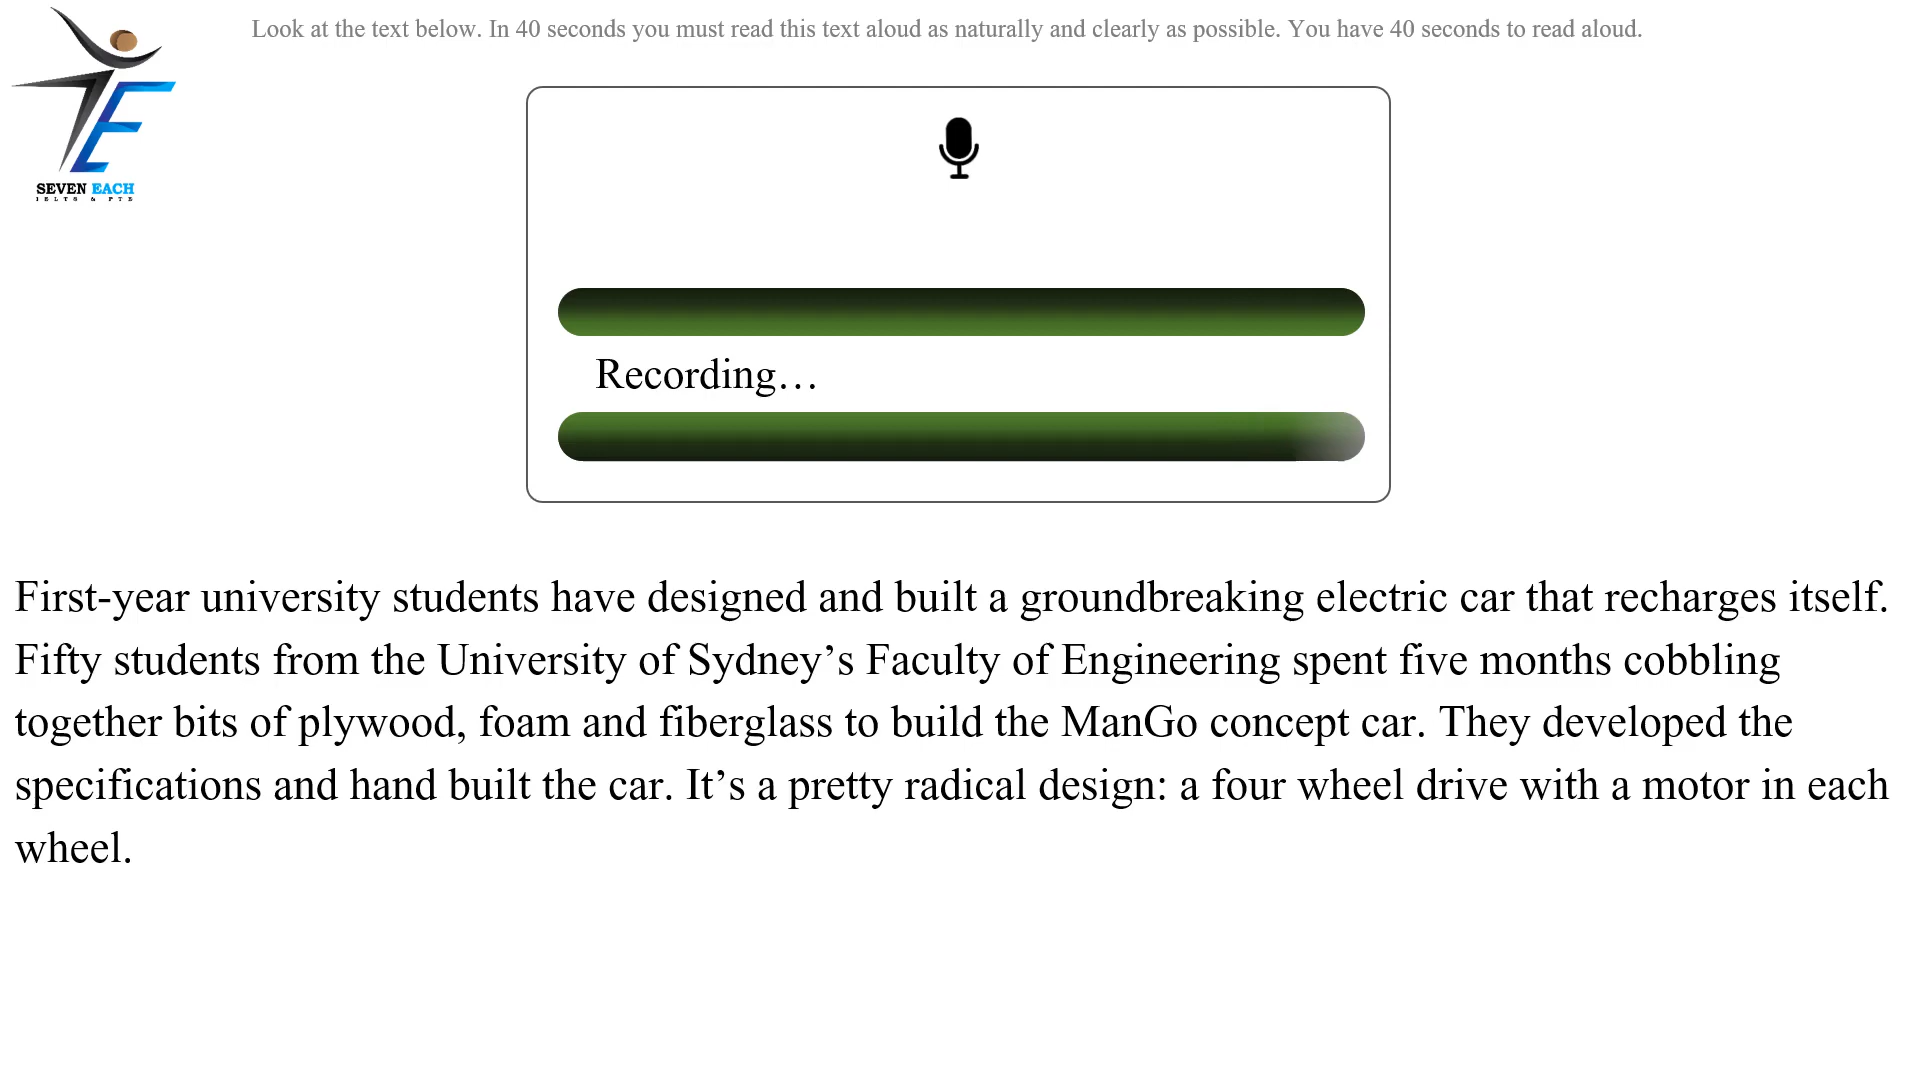 Look at the text below. In 40 seconds you must read this text aloud as naturally and clearly as possible. You have 40 seconds to read aloud.
SEVEN EACH
IELTS & PTE
Recording…
First-year university students have designed and built a groundbreaking electric car that recharges itself.
Fifty students from the University of Sydney’s Faculty of Engineering spent five months cobbling
together bits of plywood, foam and fiberglass to build the ManGo concept car. They developed the
specifications and hand built the car. It’s a pretty radical design: a four wheel drive with a motor in each
wheel.